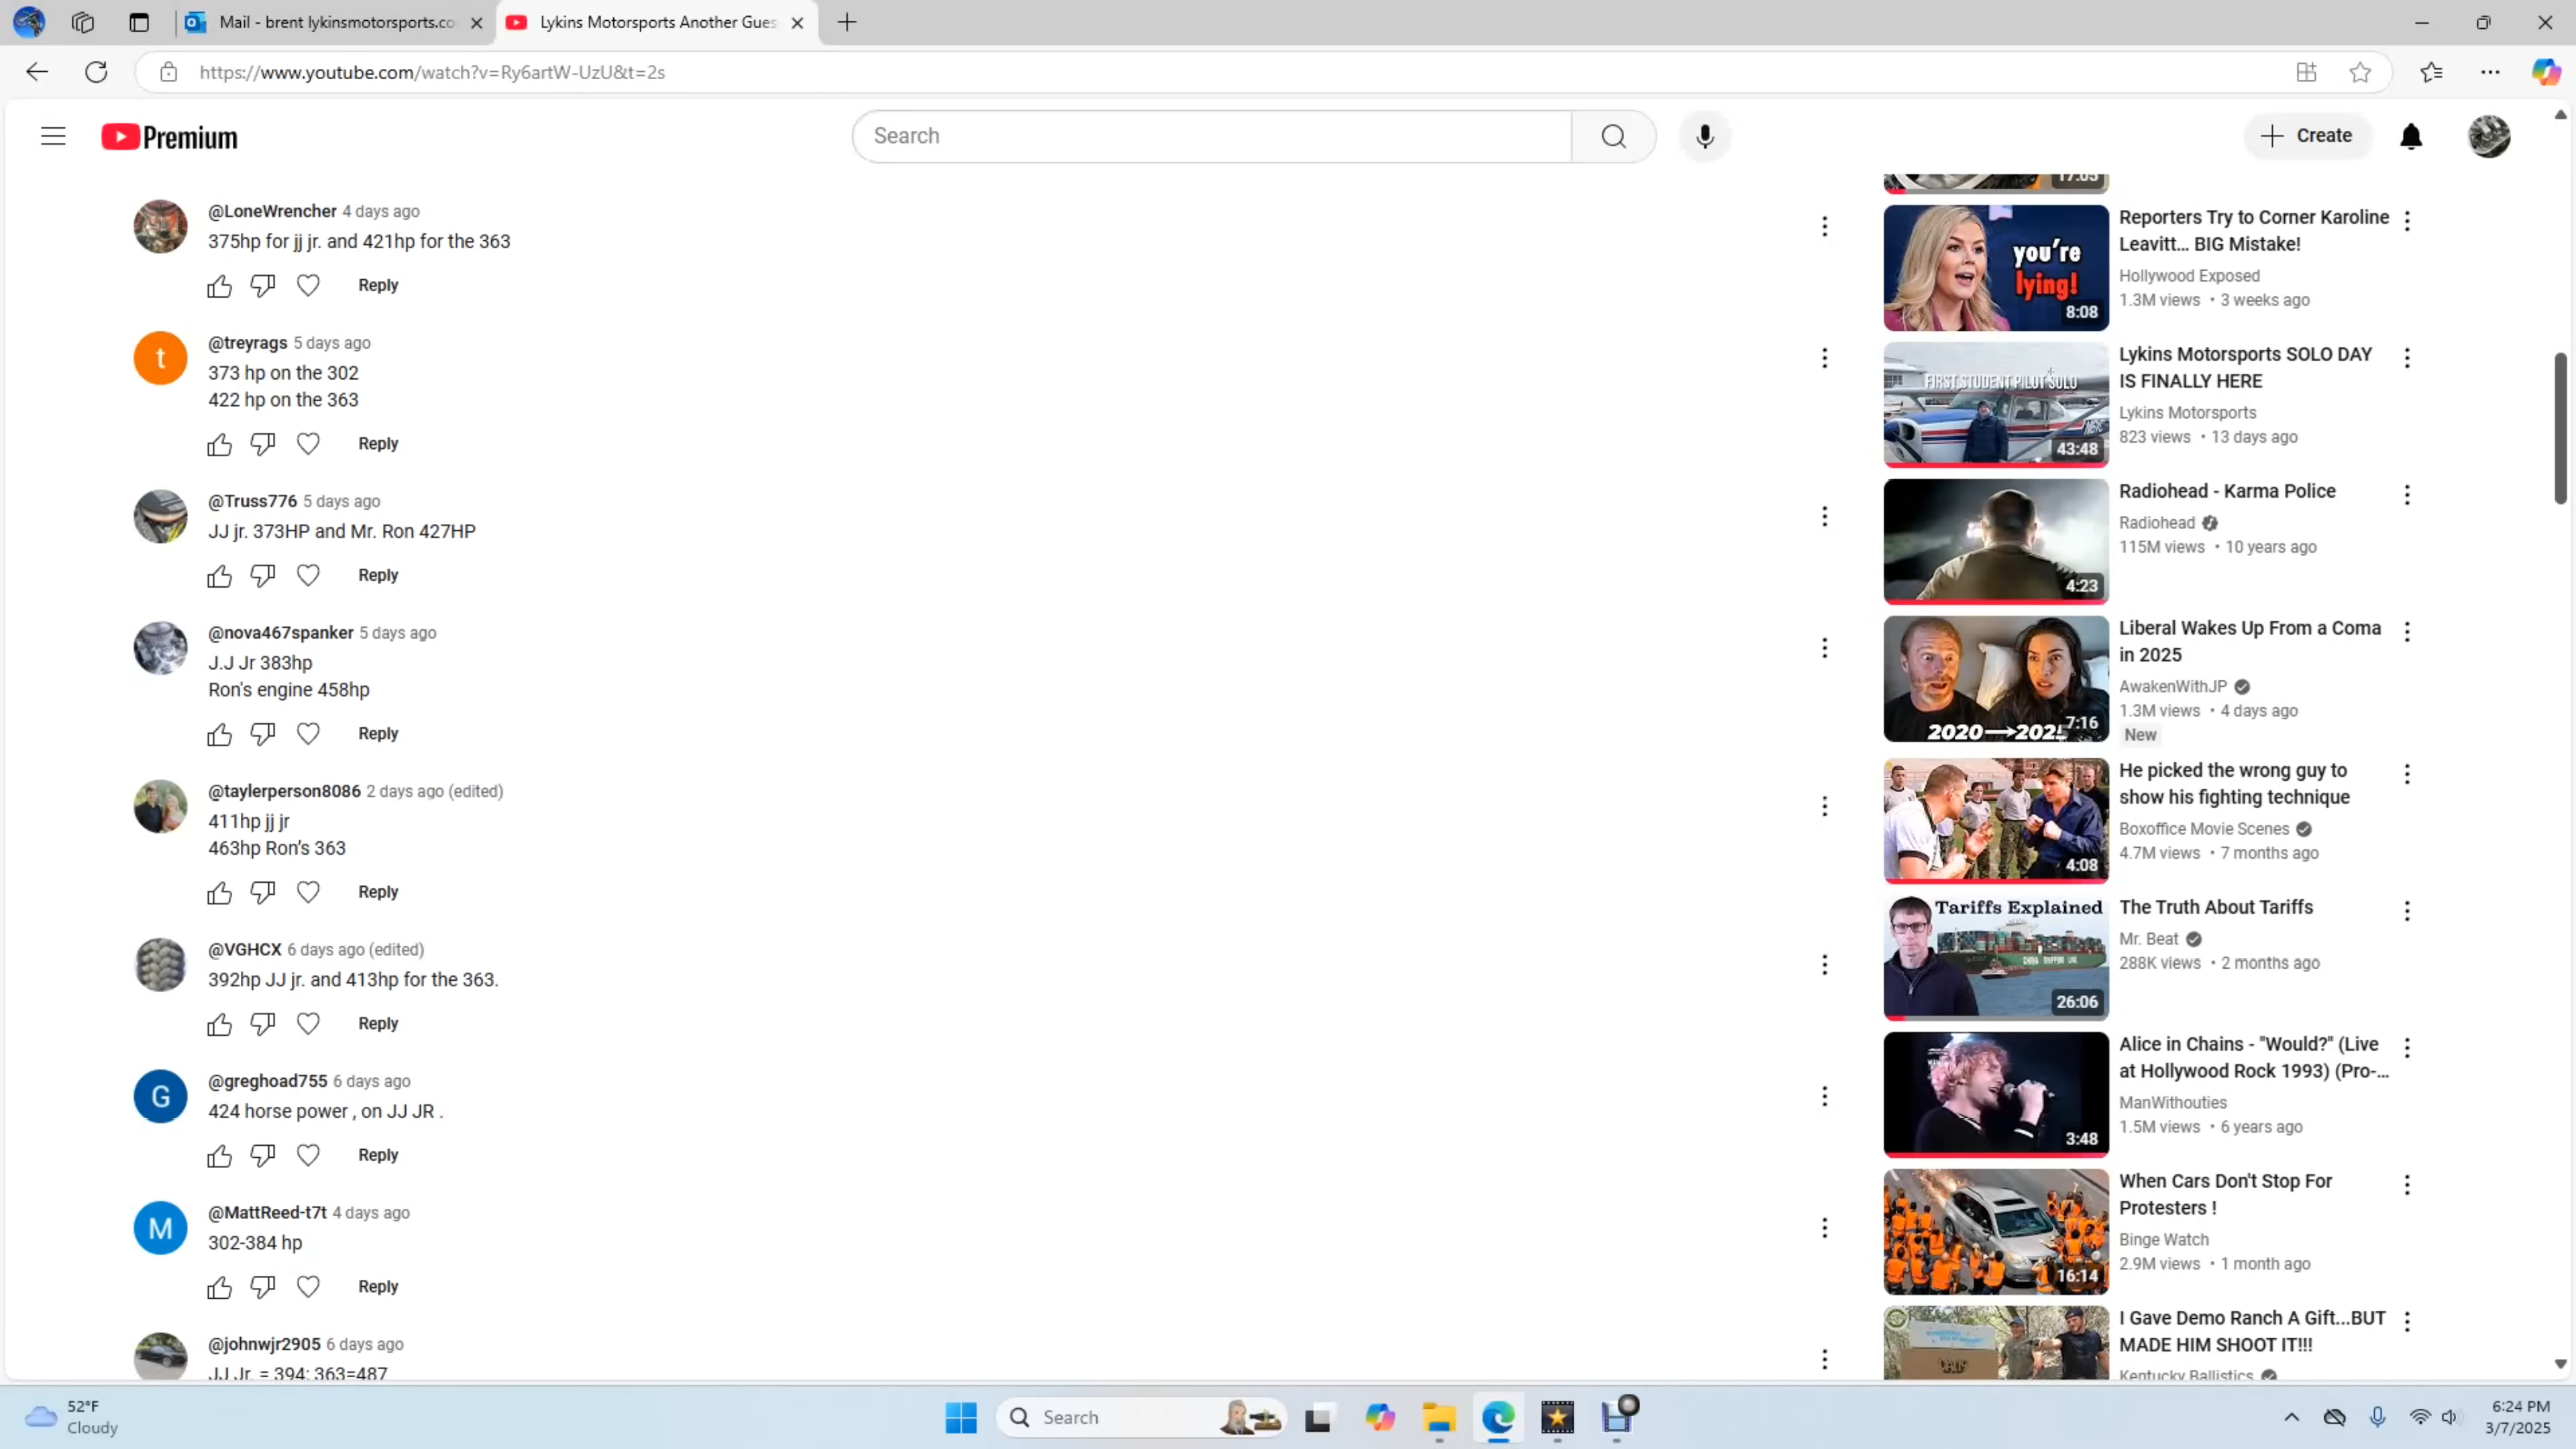 Mail - brent lykinsmotorsports.co
Lykins Motorsports Another Gues
https://www.youtube.com/watch?v=Ry6artW-UzU&t=2s
Premium
Search
Create
@LoneWrencher 4 days ago
375hp for jj jr. and 421hp for the 363
Reply
@treyrags 5 days ago
373 hp on the 302
422 hp on the 363
Reply
@Truss776 5 days ago
JJ jr. 373HP and Mr. Ron 427HP
Reply
@nova467spanker 5 days ago
J.J Jr 383hp
Ron's engine 458hp
Reply
@taylerperson8086 2 days ago (edited)
411hp jj jr
463hp Ron's 363
Reply
@VGHCX 6 days ago (edited)
392hp JJ jr. and 413hp for the 363.
Reply
t
G
@greghoad755 6 days ago
424 horse power , on JJ JR .
Reply
M
@MattReed-t7t 4 days ago
302-384 hp
Reply
@johnwjr2905 6 days ago
JJ Jr. = 394; 363=487
17:05
you're
lying!
8:08
Reporters Try to Corner Karoline
Leavitt... BIG Mistake!
Hollywood Exposed
1.3M views • 3 weeks ago
FIRST STUDENT PILOT SOLO
43:48
Lykins Motorsports SOLO DAY
IS FINALLY HERE
Lykins Motorsports
823 views • 13 days ago
4:23
Radiohead - Karma Police
Radiohead
115M views • 10 years ago
2020
7:16
Liberal Wakes Up From a Coma
in 2025
AwakenWithJP
1.3M views • 4 days ago
New
4:08
He picked the wrong guy to
show his fighting technique
Boxoffice Movie Scenes
4.7M views • 7 months ago
Tariffs Explained
CHINA SHIPPING LINE
26:06
The Truth About Tariffs
Mr. Beat
288K views • 2 months ago
3:48
Alice in Chains - "Would?" (Live
at Hollywood Rock 1993) (Pro-...
ManWithouties
1.5M views • 6 years ago
16:14
When Cars Don't Stop For
Protesters !
Binge Watch
2.9M views • 1 month ago
I Gave Demo Ranch A Gift...BUT
MADE HIM SHOOT IT!!!
Kentucky Ballistics
52°F
Cloudy
Search
6:24 PM
3/7/2025